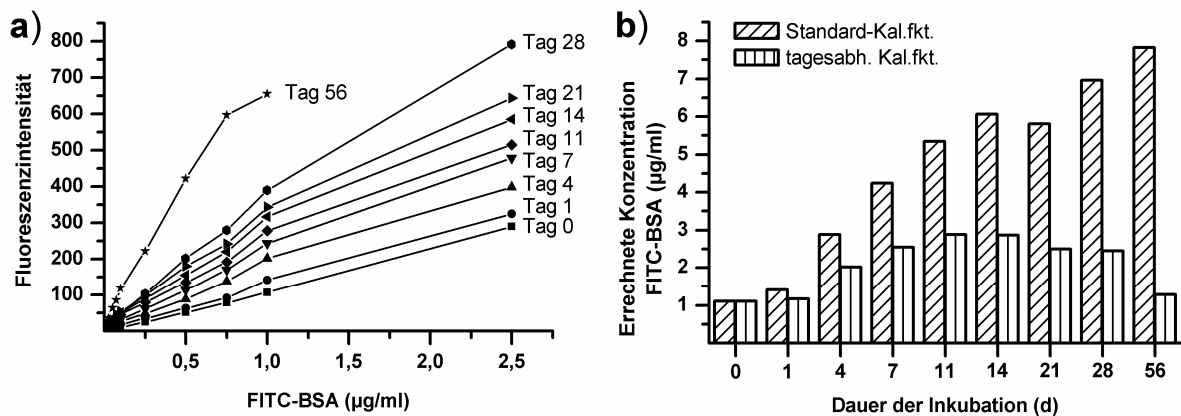 a)
Fluoreszenzintensität
800
700
600
500
400
300
200
100
Tag 56
Tag 28
Tag 21
Tag 14
Tag 11
Tag 7
Tag 4
Tag 1
Tag 0
0,5 1,0 1,5 2,0 2,5
FITC-BSA (µg/ml)
b)
Errechnete Konzentration
FITC-BSA (µg/ml)
8
7
6
5
4
3
2
1
Standard-Kal.fkt.
tagesabh. Kal.fkt.
0 1 4 7 11 14 21 28 56
Dauer der Inkubation (d)